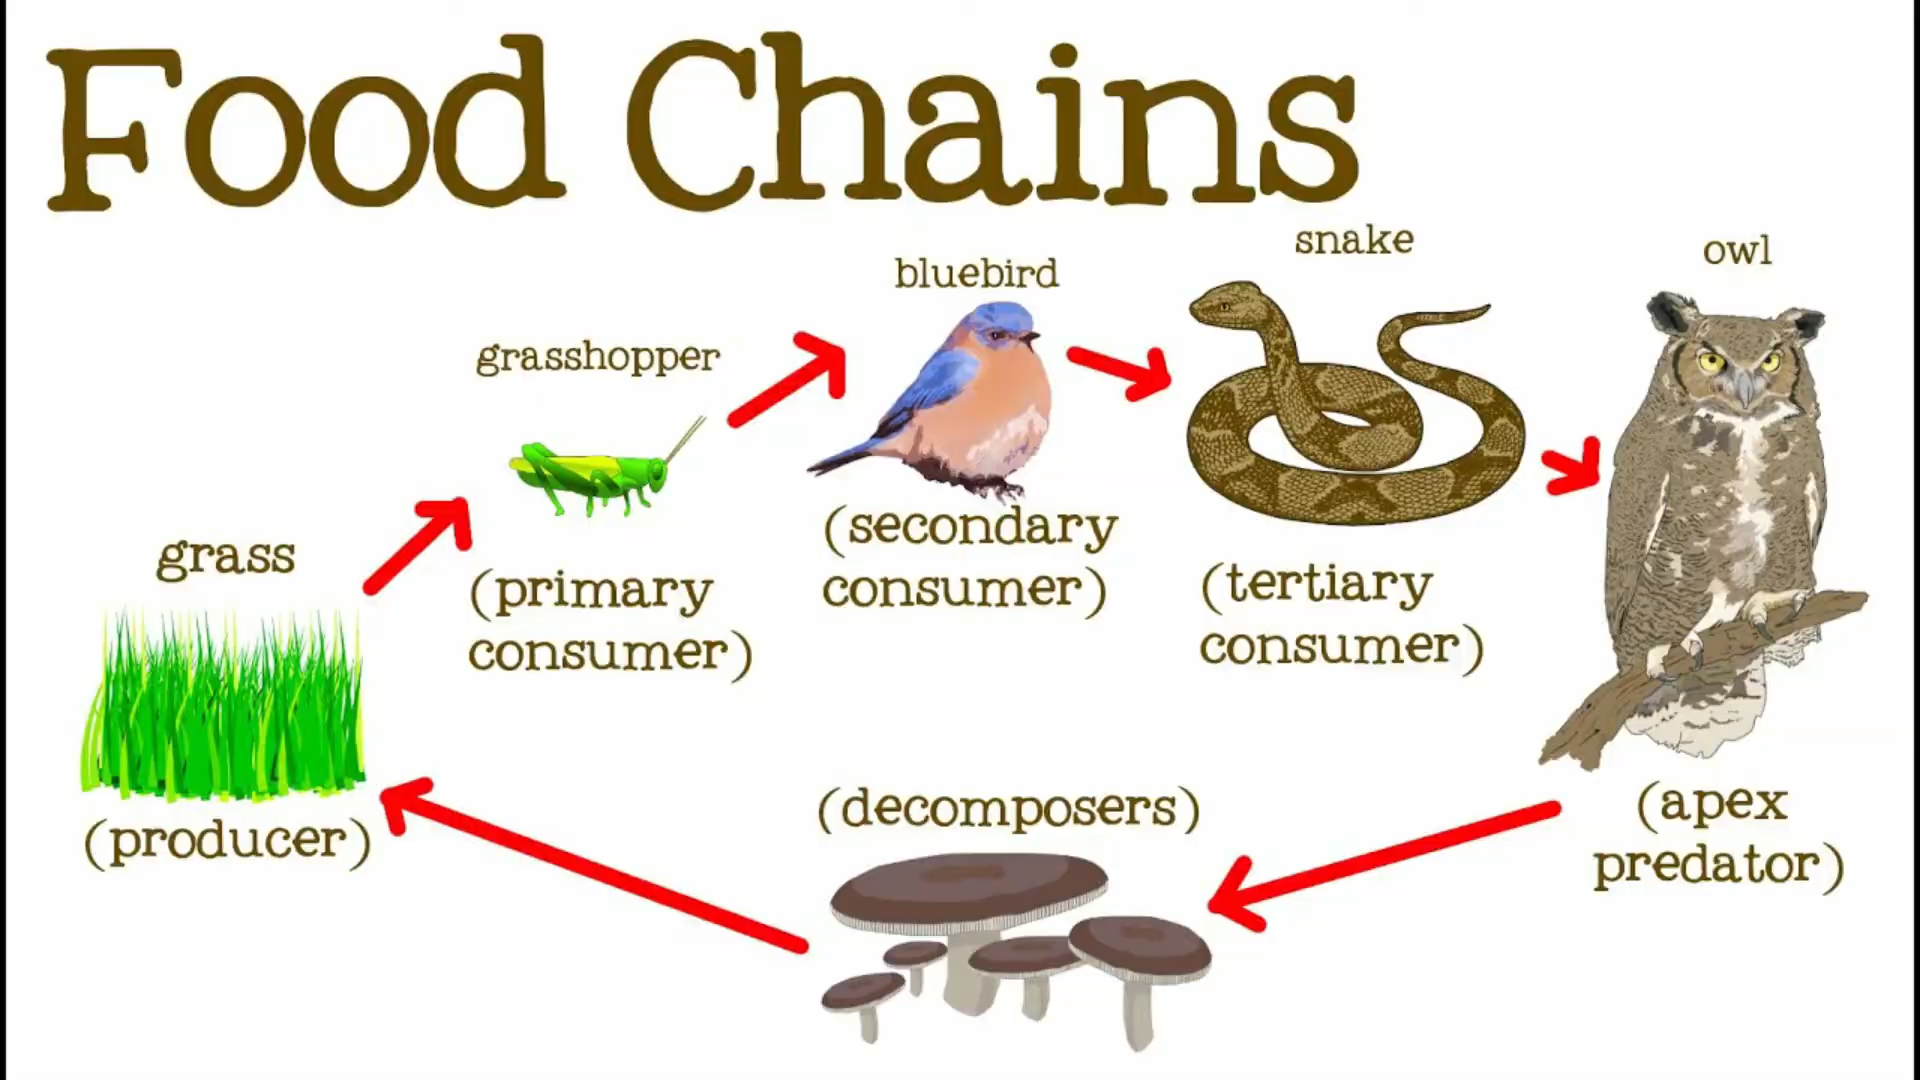 Food Chains
snake
owl
bluebird
grasshopper
grass
(secondary
consumer)
(primary
consumer)
(tertiary
consumer)
(producer)
(decomposers)
(apex
predator)